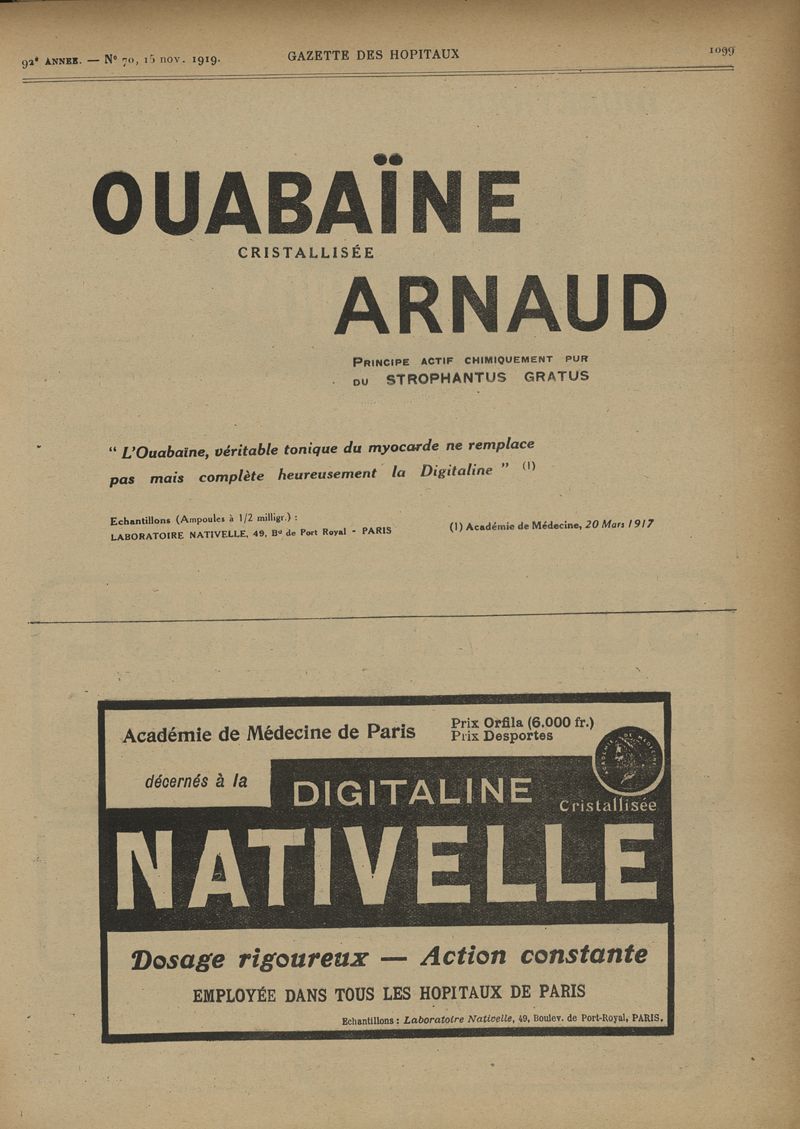 92ᵉ ANNEE. — N° 70, 15 nov. 1919.
GAZETTE DES HOPITAUX
1099
OUABAÏNE
CRISTALLISÉE
ARNAUD
PRINCIPE ACTIF CHIMIQUEMENT PUR
DU STROPHANTUS GRATUS
“ L'Ouabaïne, véritable tonique du myocarde ne remplace
pas mais complète heureusement la Digitaline ” (1)
Echantillons (Ampoules à 1/2 milligr.) :
LABORATOIRE NATIVELLE, 49, Bᵈ de Port Royal - PARIS
(1) Académie de Médecine, 20 Mars 1917
Académie de Médecine de Paris
Prix Orfila (6.000 fr.)
Prix Desportes
décernés à la
DIGITALINE
ACADÉMIE DE MÉDECINE
Cristallisée
NATIVELLE
Dosage rigoureux — Action constante
EMPLOYÉE DANS TOUS LES HOPITAUX DE PARIS
Echantillons : Laboratoire Nativelle, 49, Boulev. de Port-Royal, PARIS.